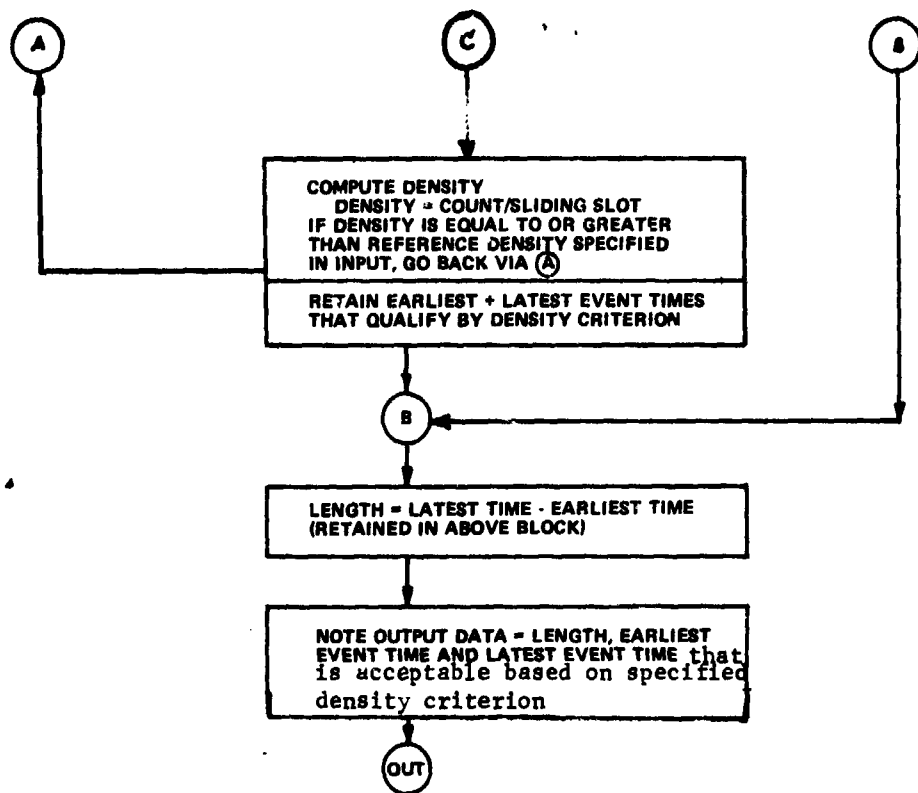 A
C
B
COMPUTE DENSITY
DENSITY = COUNT/SLIDING SLOT
IF DENSITY IS EQUAL TO OR GREATER
THAN REFERENCE DENSITY SPECIFIED
IN INPUT, GO BACK VIA A
RETAIN EARLIEST + LATEST EVENT TIMES
THAT QUALIFY BY DENSITY CRITERION
B
LENGTH = LATEST TIME - EARLIEST TIME
(RETAINED IN ABOVE BLOCK)
NOTE OUTPUT DATA = LENGTH, EARLIEST
EVENT TIME AND LATEST EVENT TIME that
is acceptable based on specified
density criterion
OUT